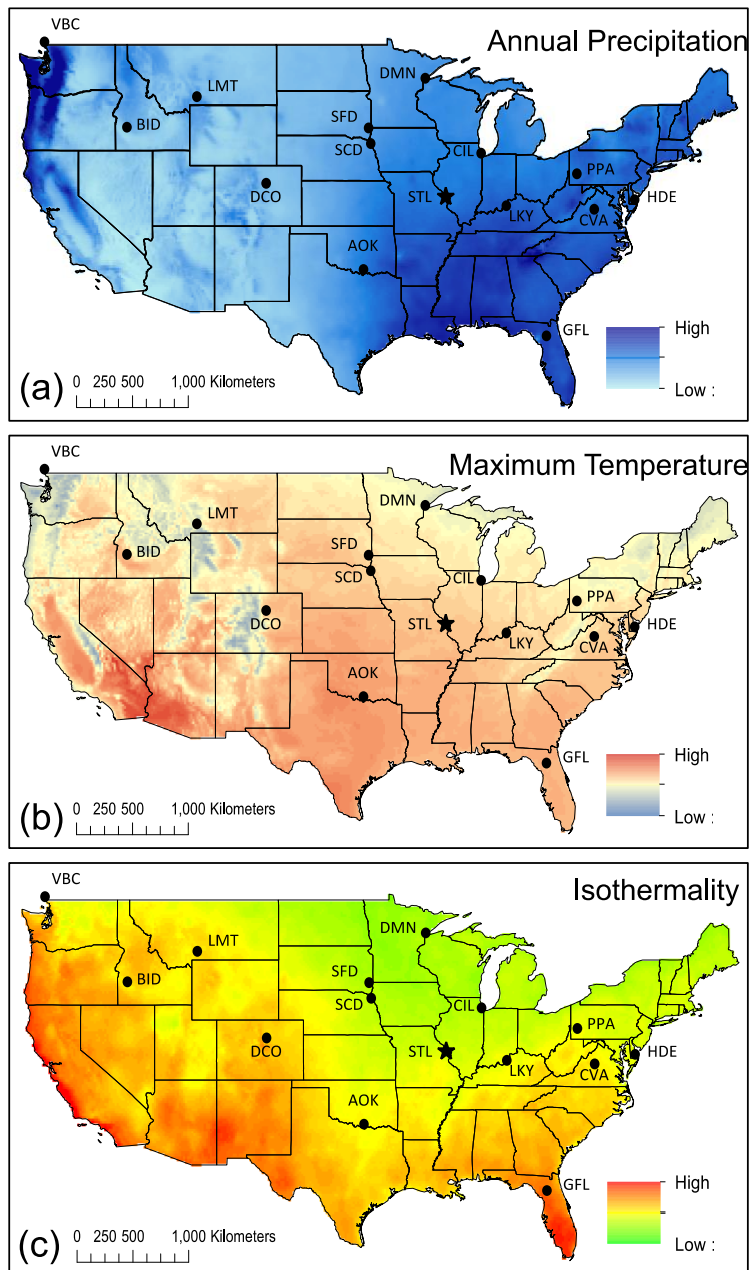 VBC
Annual Precipitation
DMN
LMT
BID
SFD
SCD
CIL
PPA
DCO
STL
LKY
CVA
HDE
AOK
GFL
High
Low :
(a)
0 250 500 1,000 Kilometers
VBC
Maximum Temperature
DMN
LMT
BID
SFD
SCD
CIL
PPA
DCO
STL
LKY
CVA
HDE
AOK
GFL
High
Low :
(b)
0 250 500 1,000 Kilometers
VBC
Isothermality
DMN
LMT
BID
SFD
SCD
CIL
PPA
DCO
STL
LKY
CVA
HDE
AOK
GFL
High
Low :
(c)
0 250 500 1,000 Kilometers